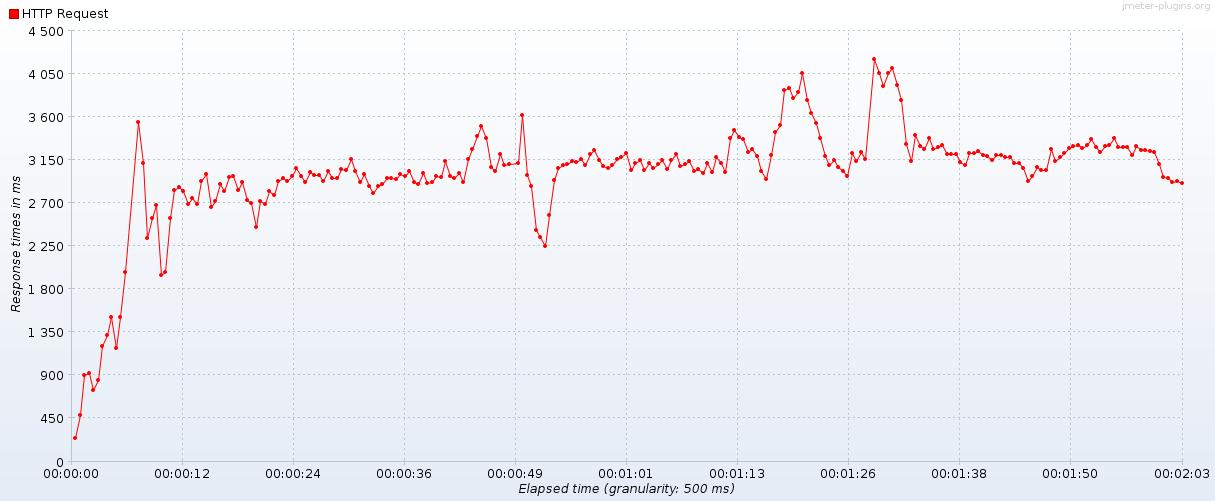 jmeter-plugins.org
HTTP Request
4 500
4 050
3 600
3 150
2 700
2 250
1 800
1 350
900
450
0
Response times in ms
00:00:00 00:00:12 00:00:24 00:00:36 00:00:49 00:01:01 00:01:13 00:01:26 00:01:38 00:01:50 00:02:03
Elapsed time (granularity: 500 ms)